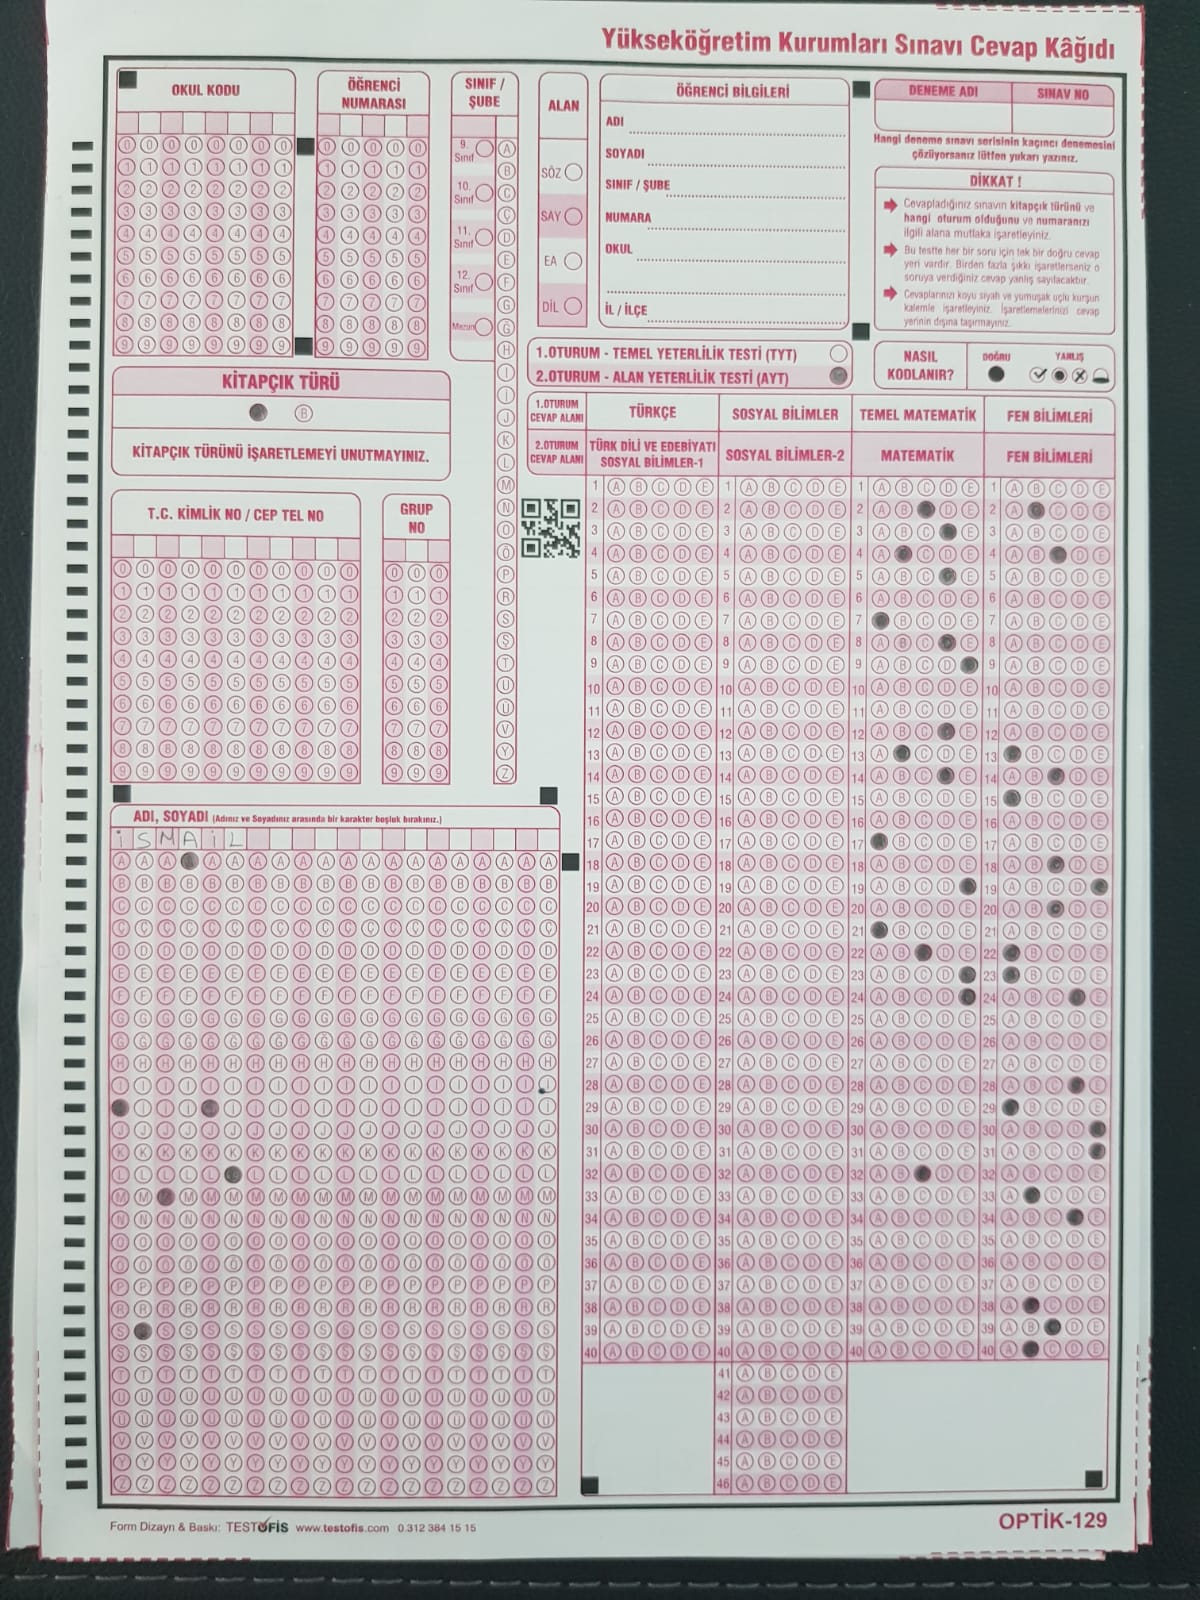 Yükseköğretim Kurumları Sınavı Cevap Kâğıdı
OKUL KODU
ÖĞRENCİ NUMARASI
SINIF / ŞUBE
9. Sınıf
10. Sınıf
11. Sınıf
12. Sınıf
Mezun
ALAN
SÖZ
SAY
EA
DİL
ÖĞRENCİ BİLGİLERİ
ADI
SOYADI
SINIF / ŞUBE
NUMARA
OKUL
İL / İLÇE
DENEME ADI
SINAV NO
Hangi deneme sınavı serisinin kaçıncı denemesini
çözüyorsanız lütfen yukarı yazınız.
DİKKAT !
Cevapladığınız sınavın kitapçık türünü ve
hangi oturum olduğunu ve numaranızı
ilgili alana mutlaka işaretleyiniz.
Bu testte her bir soru için tek bir doğru cevap
yeri vardır. Birden fazla şıkkı işaretlerseniz o
soruya verdiğiniz cevap yanlış sayılacaktır.
Cevaplarınızı koyu siyah ve yumuşak uçlu kurşun
kalemle işaretleyiniz. İşaretlemelerinizi cevap
yerinin dışına taşırmayınız.
1.OTURUM - TEMEL YETERLİLİK TESTİ (TYT)
2.OTURUM - ALAN YETERLİLİK TESTİ (AYT)
NASIL KODLANIR?
DOĞRU
YANLIŞ
KİTAPÇIK TÜRÜ
B
KİTAPÇIK TÜRÜNÜ İŞARETLEMEYİ UNUTMAYINIZ.
1.OTURUM CEVAP ALANI
TÜRKÇE
SOSYAL BİLİMLER
TEMEL MATEMATİK
FEN BİLİMLERİ
2.OTURUM CEVAP ALANI
TÜRK DİLİ VE EDEBİYATI SOSYAL BİLİMLER-1
SOSYAL BİLİMLER-2
MATEMATİK
FEN BİLİMLERİ
T.C. KİMLİK NO / CEP TEL NO
GRUP NO
ADI, SOYADI (Adınız ve Soyadınız arasında bir karakter boşluk bırakınız.)
İSMAİL
Form Dizayn & Baskı: TESTOFİS www.testofis.com 0.312 384 15 15
OPTİK-129